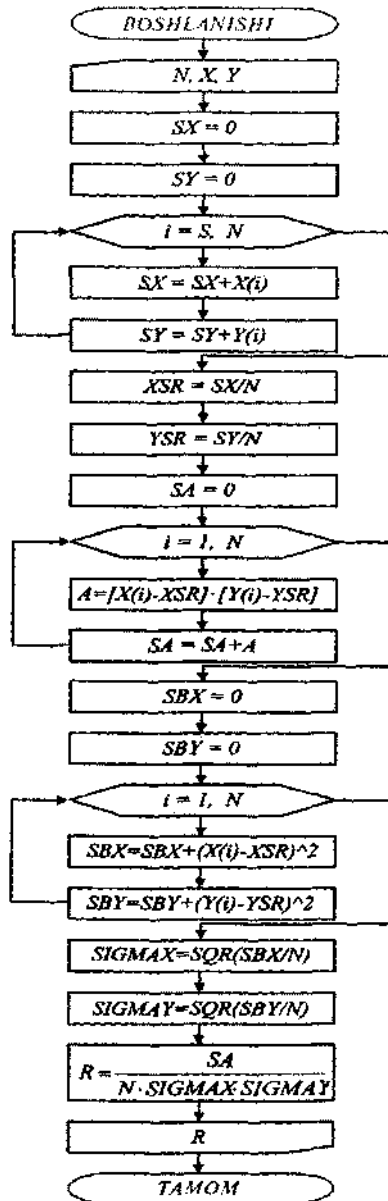 BOSHLANISHI
N, X, Y
SX = 0
SY = 0
i = S, N
SX = SX+X(i)
SY = SY+Y(i)
XSR = SX/N
YSR = SY/N
SA = 0
i = 1, N
A=[X(i)-XSR]·[Y(i)-YSR]
SA = SA+A
SBX = 0
SBY = 0
i = 1, N
SBX=SBX+(X(i)-XSR)^2
SBY=SBY+(Y(i)-YSR)^2
SIGMAX=SQR(SBX/N)
SIGMAY=SQR(SBY/N)
R = SA
N·SIGMAX·SIGMAY
R
TAMOM